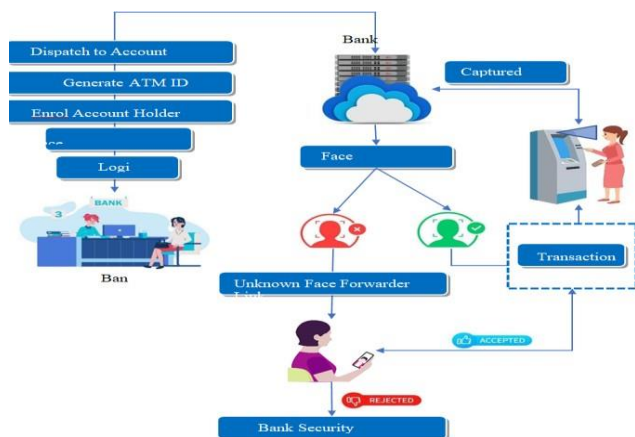 Bank
Dispatch to Account
Generate ATM ID
Enrol Account Holder
Logi
3
BANK
Ban
Captured
Face
Unknown Face Forwarder
Link
Transaction
ACCEPTED
REJECTED
Bank Security